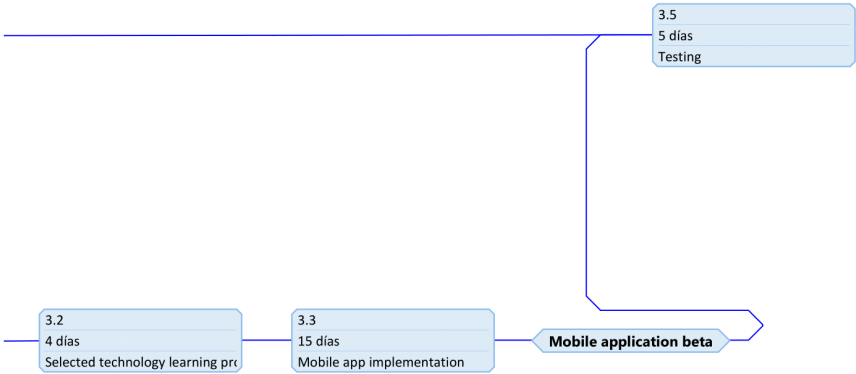 3.5
5 días
Testing
3.2
4 días
Selected technology learning
3.3
15 días
Mobile app implementation
Mobile application beta